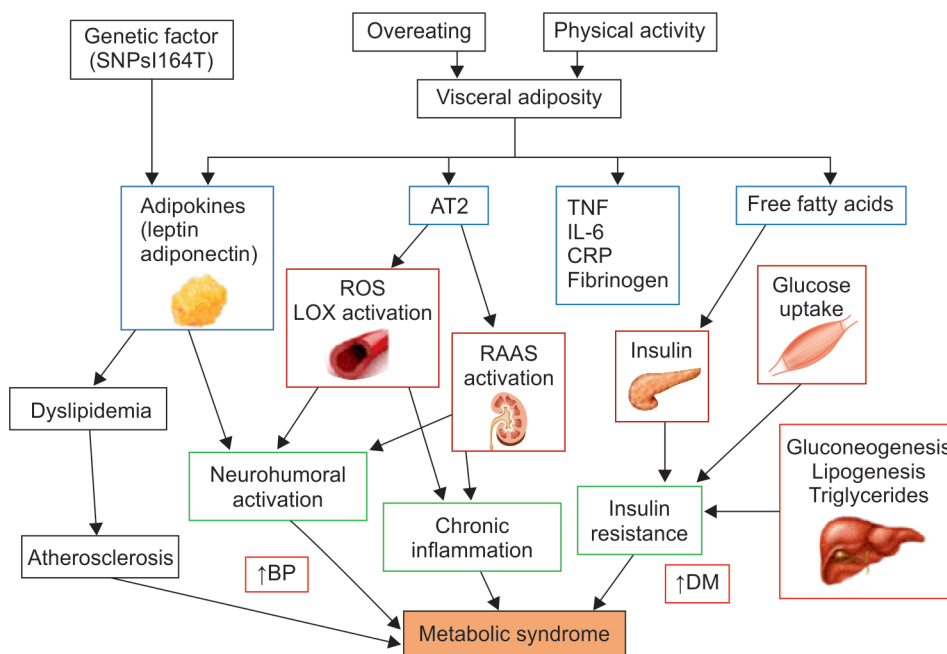 Genetic factor
(SNPsI164T)
Overeating
Physical activity
Visceral adiposity
Adipokines
(leptin
adiponectin)
AT2
TNF
IL-6
CRP
Fibrinogen
Free fatty acids
ROS
LOX activation
RAAS
activation
Insulin
Glucose
uptake
Dyslipidemia
Neurohumoral
activation
Chronic
inflammation
Insulin
resistance
Gluconeogenesis
Lipogenesis
Triglycerides
Atherosclerosis
↑BP
↑DM
Metabolic syndrome